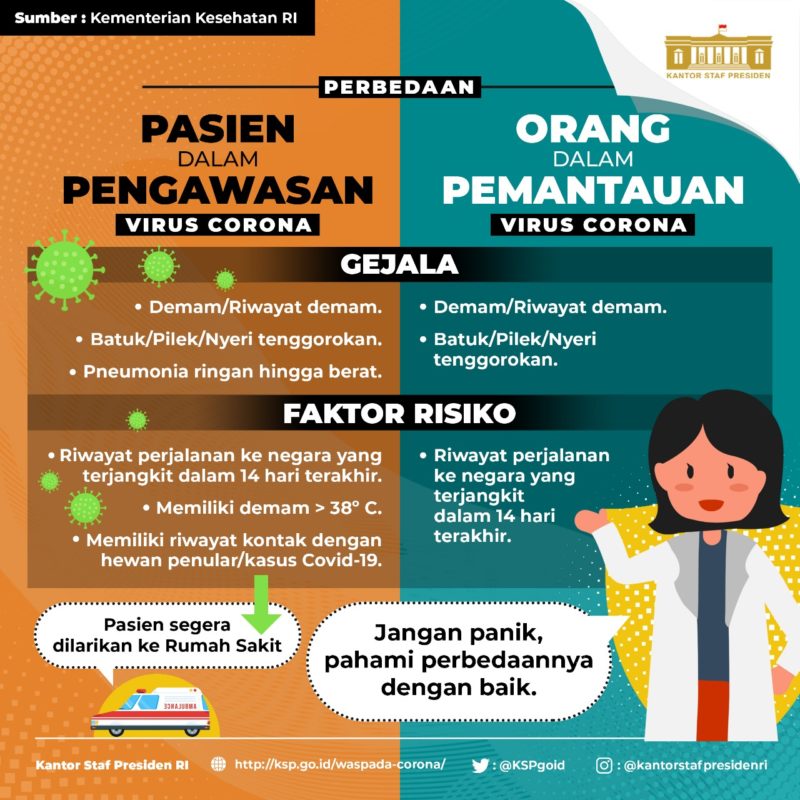 Sumber : Kementerian Kesehatan RI
KANTOR STAF PRESIDEN
PERBEDAAN
PASIEN
DALAM
PENGAWASAN
VIRUS CORONA
ORANG
DALAM
PEMANTAUAN
VIRUS CORONA
GEJALA
• Demam/Riwayat demam.
• Batuk/Pilek/Nyeri tenggorokan.
• Pneumonia ringan hingga berat.
• Demam/Riwayat demam.
• Batuk/Pilek/Nyeri
tenggorokan.
FAKTOR RISIKO
• Riwayat perjalanan ke negara yang
terjangkit dalam 14 hari terakhir.
• Memiliki demam > 38° C.
• Memiliki riwayat kontak dengan
hewan penular/kasus Covid-19.
• Riwayat perjalanan
ke negara yang
terjangkit
dalam 14 hari
terakhir.
Pasien segera
dilarikan ke Rumah Sakit
AMBULANCE
Jangan panik,
pahami perbedaannya
dengan baik.
Kantor Staf Presiden RI http://ksp.go.id/waspada-corona/ : @KSPgoid : @kantorstafpresidenri